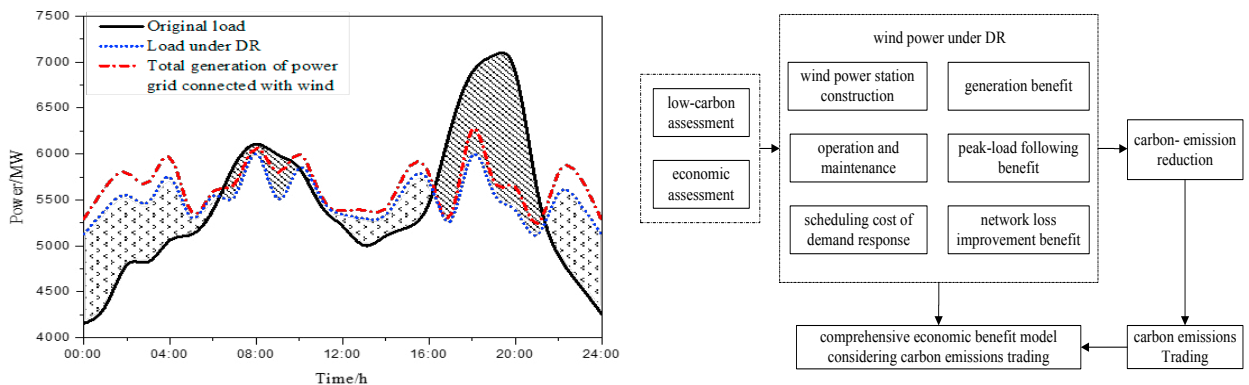 7500
7000
6500
6000
5500
5000
4500
4000
Power/MW
Original load
Load under DR
Total generation of power
grid connected with wind
00:00 04:00 08:00 12:00 16:00 20:00 24:00
Time/h
low-carbon
assessment
economic
assessment
wind power under DR
wind power station
construction
generation benefit
operation and
maintenance
peak-load following
benefit
scheduling cost of
demand response
network loss
improvement benefit
carbon- emission
reduction
comprehensive economic benefit model
considering carbon emissions trading
carbon emissions
Trading